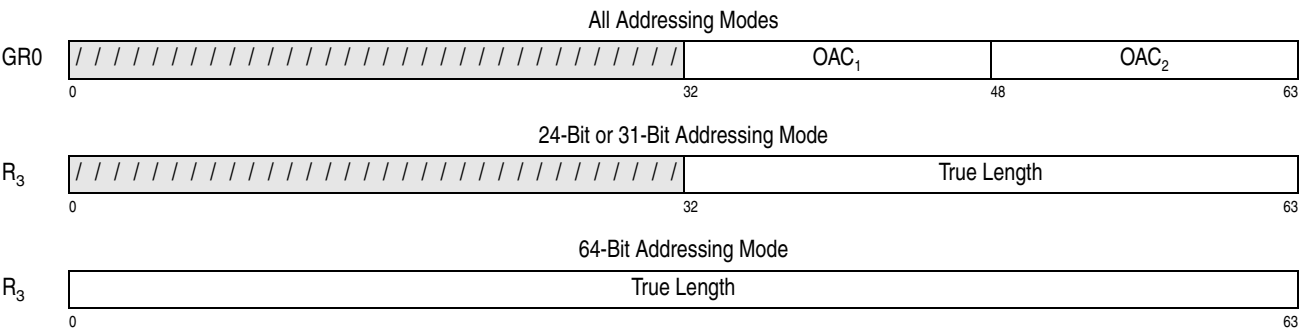 All Addressing Modes
GR0 / / / / / / / / / / / / / / / / / / / / / / / / / / / / / / / / OAC₁ OAC₂
0 32 48 63
24-Bit or 31-Bit Addressing Mode
R₃ / / / / / / / / / / / / / / / / / / / / / / / / / / / / / / / / True Length
0 32 63
64-Bit Addressing Mode
R₃ True Length
0 63